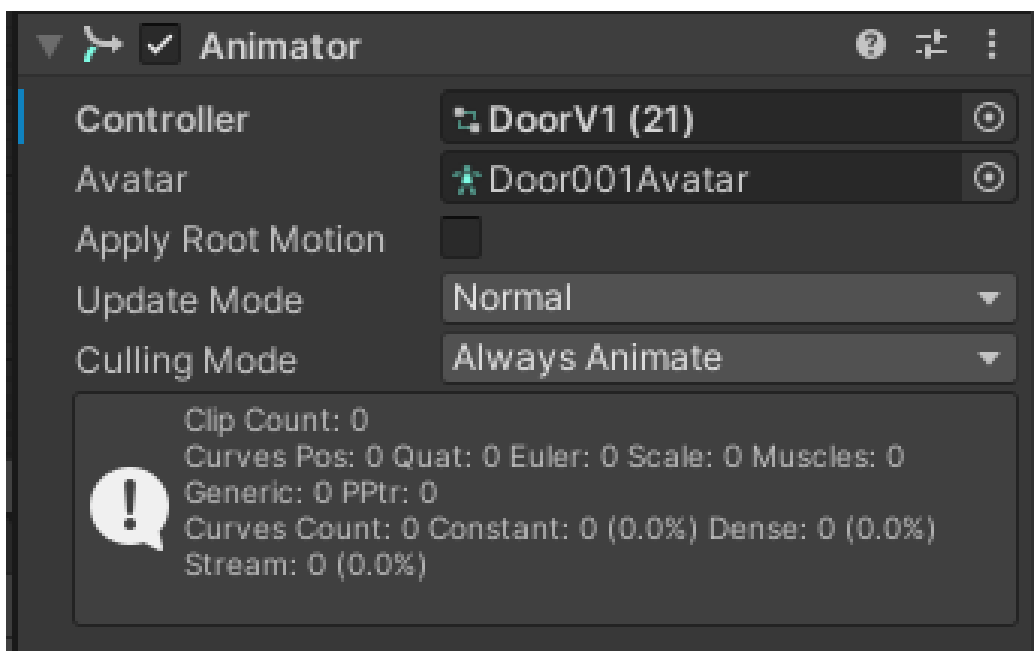 Animator
Controller DoorV1 (21)
Avatar Door001Avatar
Apply Root Motion
Update Mode Normal
Culling Mode Always Animate
Clip Count: 0
Curves Pos: 0 Quat: 0 Euler: 0 Scale: 0 Muscles: 0
Generic: 0 PPtr: 0
Curves Count: 0 Constant: 0 (0.0%) Dense: 0 (0.0%)
Stream: 0 (0.0%)